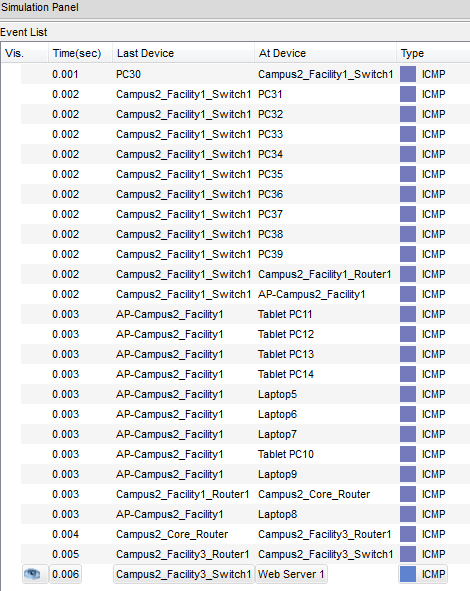 Simulation Panel
Event List
Vis. Time(sec) Last Device At Device Type
0.001 PC30 Campus2_Facility1_Switch1 ICMP
0.002 Campus2_Facility1_Switch1 PC31 ICMP
0.002 Campus2_Facility1_Switch1 PC32 ICMP
0.002 Campus2_Facility1_Switch1 PC33 ICMP
0.002 Campus2_Facility1_Switch1 PC34 ICMP
0.002 Campus2_Facility1_Switch1 PC35 ICMP
0.002 Campus2_Facility1_Switch1 PC36 ICMP
0.002 Campus2_Facility1_Switch1 PC37 ICMP
0.002 Campus2_Facility1_Switch1 PC38 ICMP
0.002 Campus2_Facility1_Switch1 PC39 ICMP
0.002 Campus2_Facility1_Switch1 Campus2_Facility1_Router1 ICMP
0.002 Campus2_Facility1_Switch1 AP-Campus2_Facility1 ICMP
0.003 AP-Campus2_Facility1 Tablet PC11 ICMP
0.003 AP-Campus2_Facility1 Tablet PC12 ICMP
0.003 AP-Campus2_Facility1 Tablet PC13 ICMP
0.003 AP-Campus2_Facility1 Tablet PC14 ICMP
0.003 AP-Campus2_Facility1 Laptop5 ICMP
0.003 AP-Campus2_Facility1 Laptop6 ICMP
0.003 AP-Campus2_Facility1 Laptop7 ICMP
0.003 AP-Campus2_Facility1 Tablet PC10 ICMP
0.003 AP-Campus2_Facility1 Laptop9 ICMP
0.003 Campus2_Facility1_Router1 Campus2_Core_Router ICMP
0.003 AP-Campus2_Facility1 Laptop8 ICMP
0.004 Campus2_Core_Router Campus2_Facility3_Router1 ICMP
0.005 Campus2_Facility3_Router1 Campus2_Facility3_Switch1 ICMP
0.006 Campus2_Facility3_Switch1 Web Server 1 ICMP